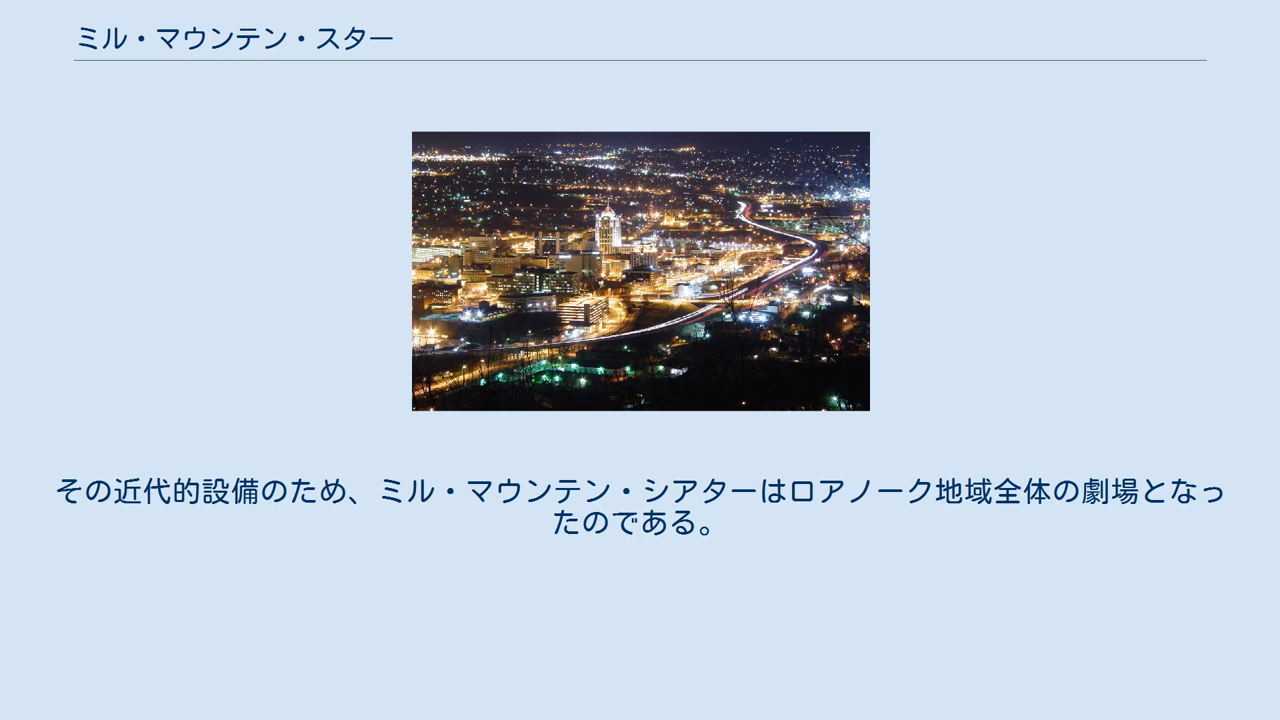 ミル・マウンテン・スター
その近代的設備のため、ミル・マウンテン・シアターはロアノーク地域全体の劇場となっ
たのである。